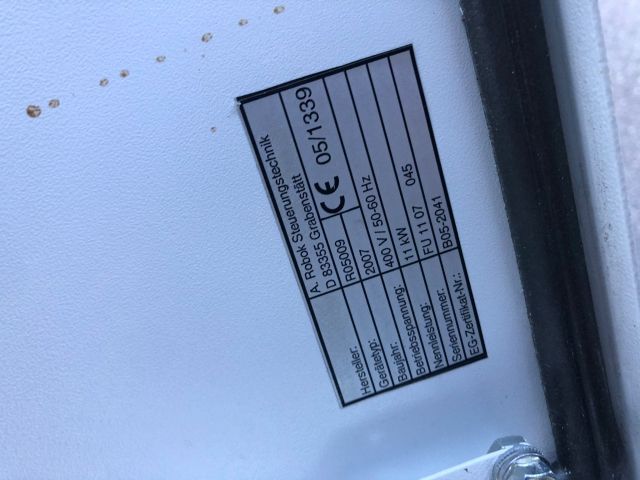 Hersteller: A. Robok Steuerungstechnik
D 83355 Grabenstätt
Gerätetyp: R05009 CE 05/1339
Baujahr: 2007
Betriebsspannung: 400 V / 50-60 Hz
Nennleistung: 11 kW
Seriennummer: FU 11 07 045
EG-Zertifikat-Nr.: B05-2041